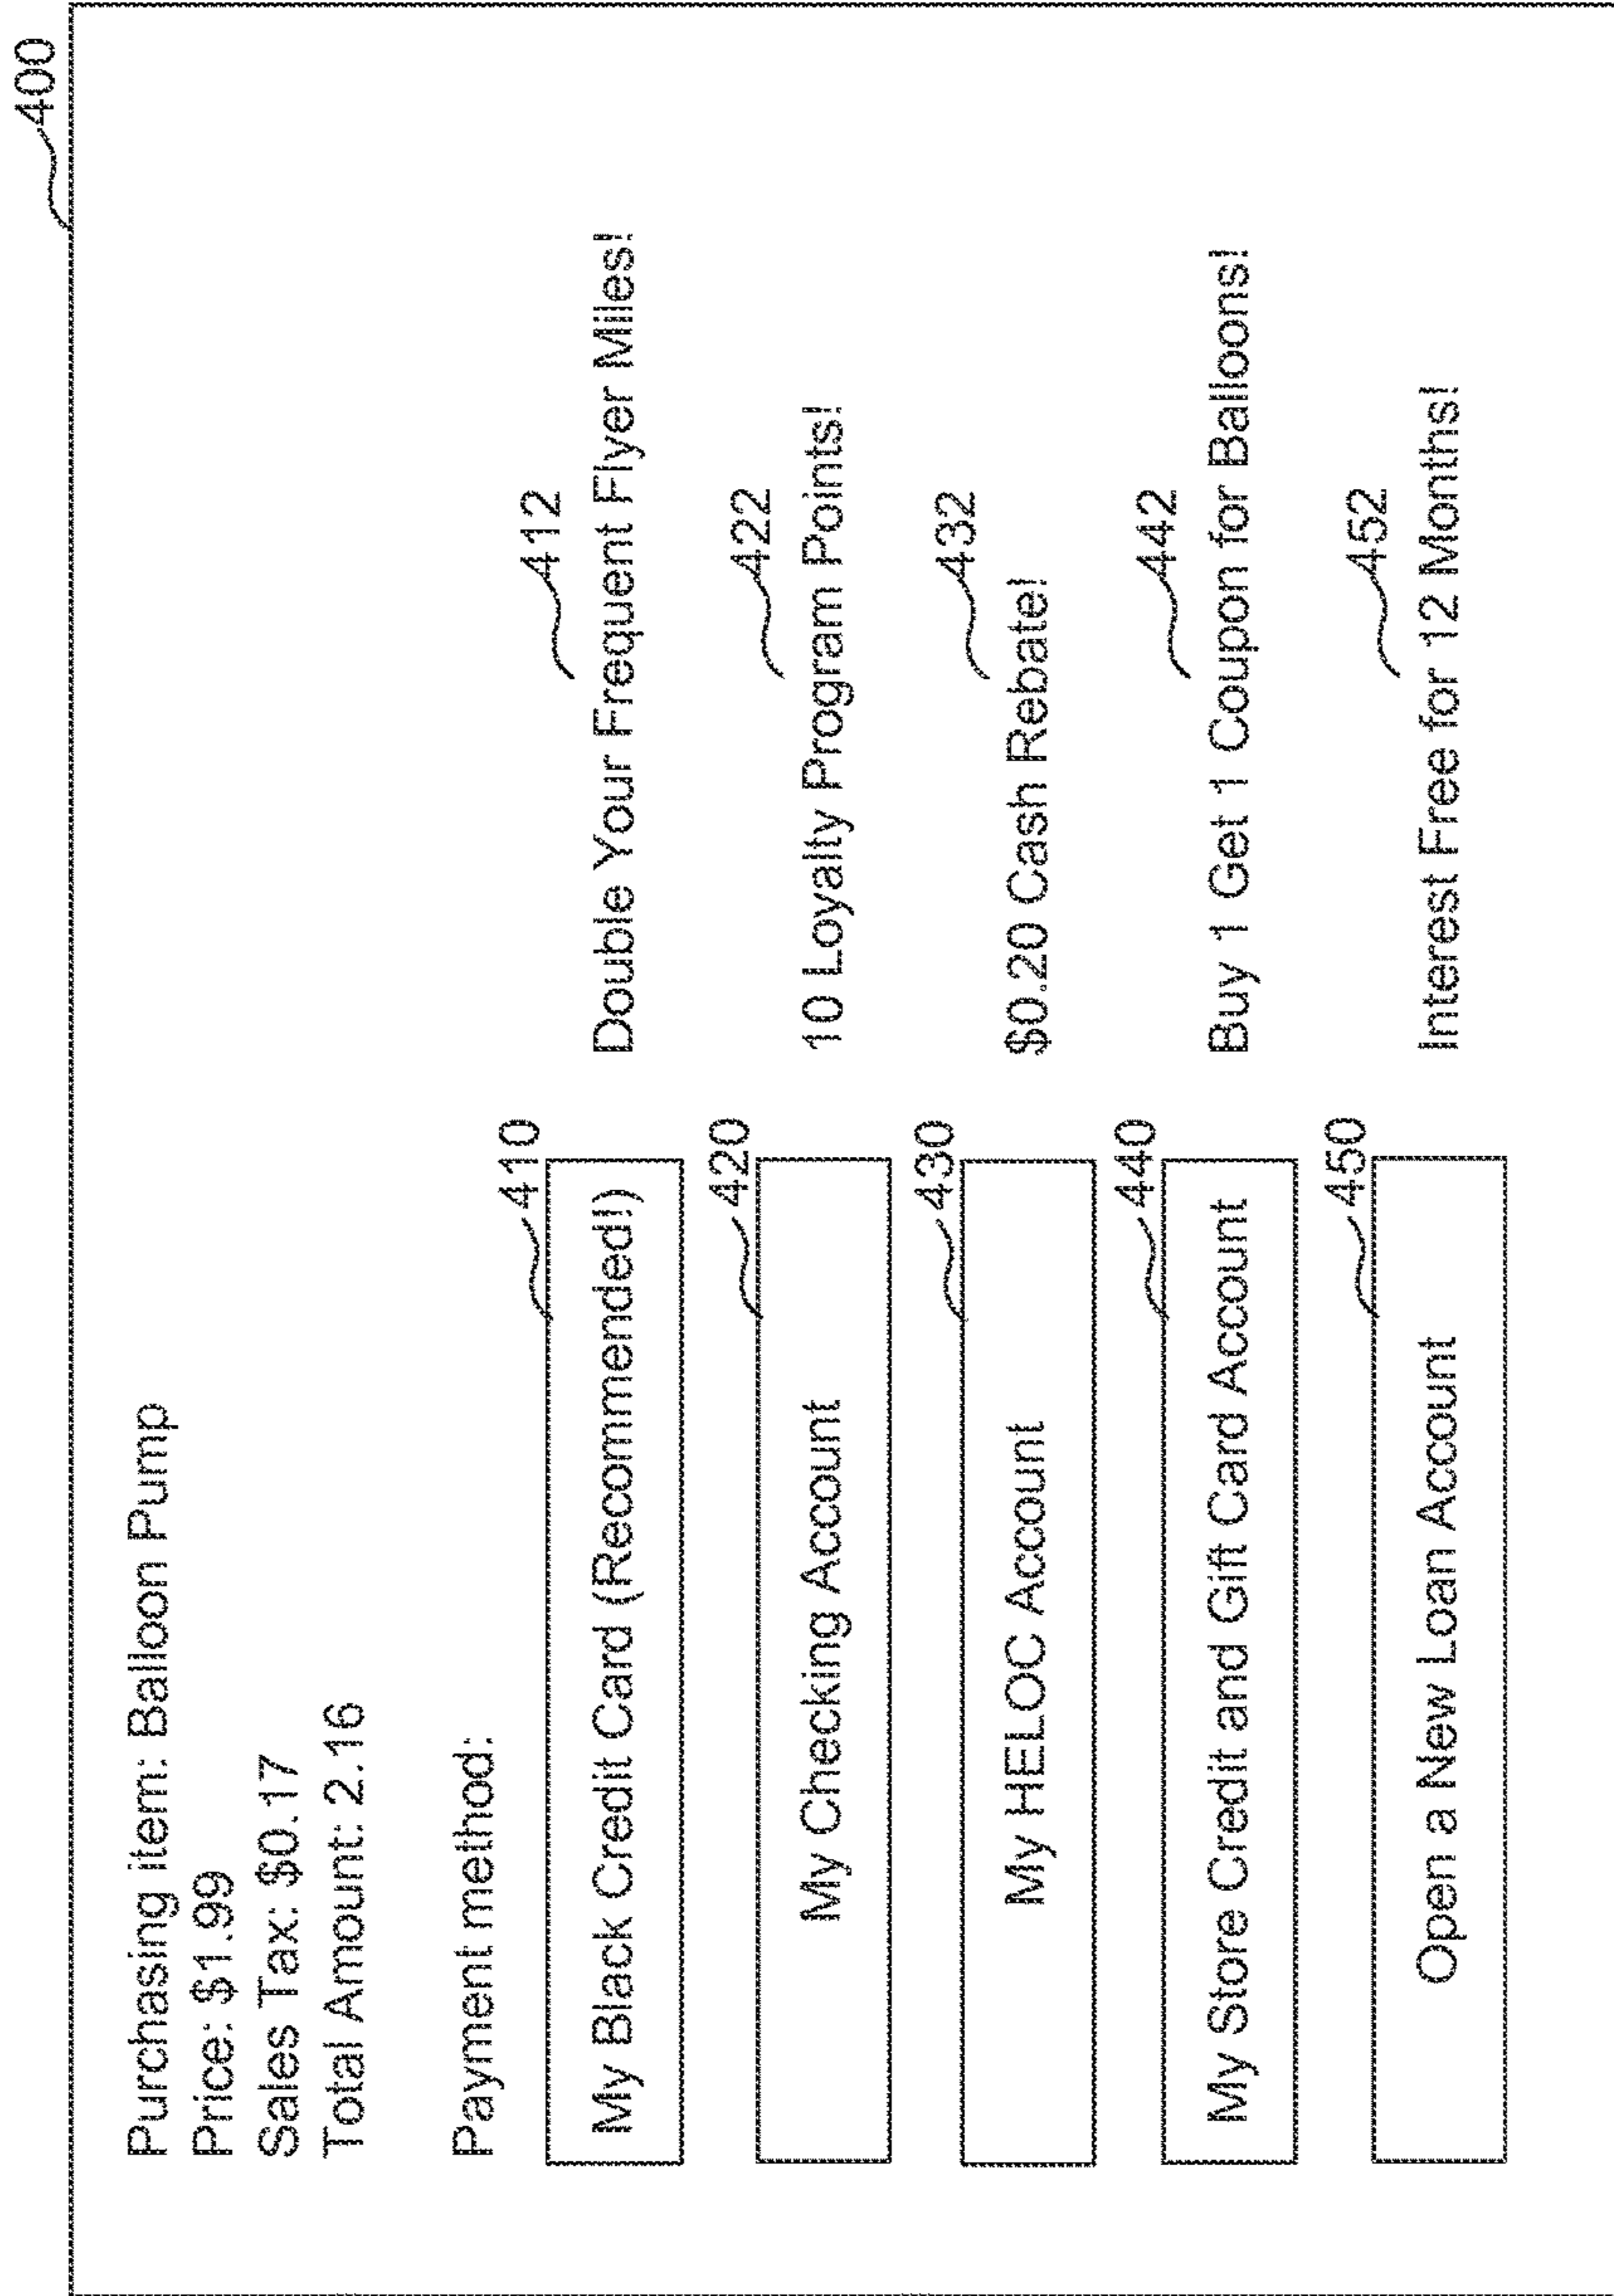 400
Purchasing item: Balloon Pump
Price: $1.99
Sales Tax: $0.17
Total Amount: 2.16
Payment method:
410
412
My Black Credit Card (Recommended!)
Double Your Frequent Flyer Miles!
420
422
My Checking Account
10 Loyalty Program Points!
430
432
My HELOC Account
$0.20 Cash Rebate!
440
442
My Store Credit and Gift Card Account
Buy 1 Get 1 Coupon for Balloons!
450
452
Open a New Loan Account
Interest Free for 12 Months!